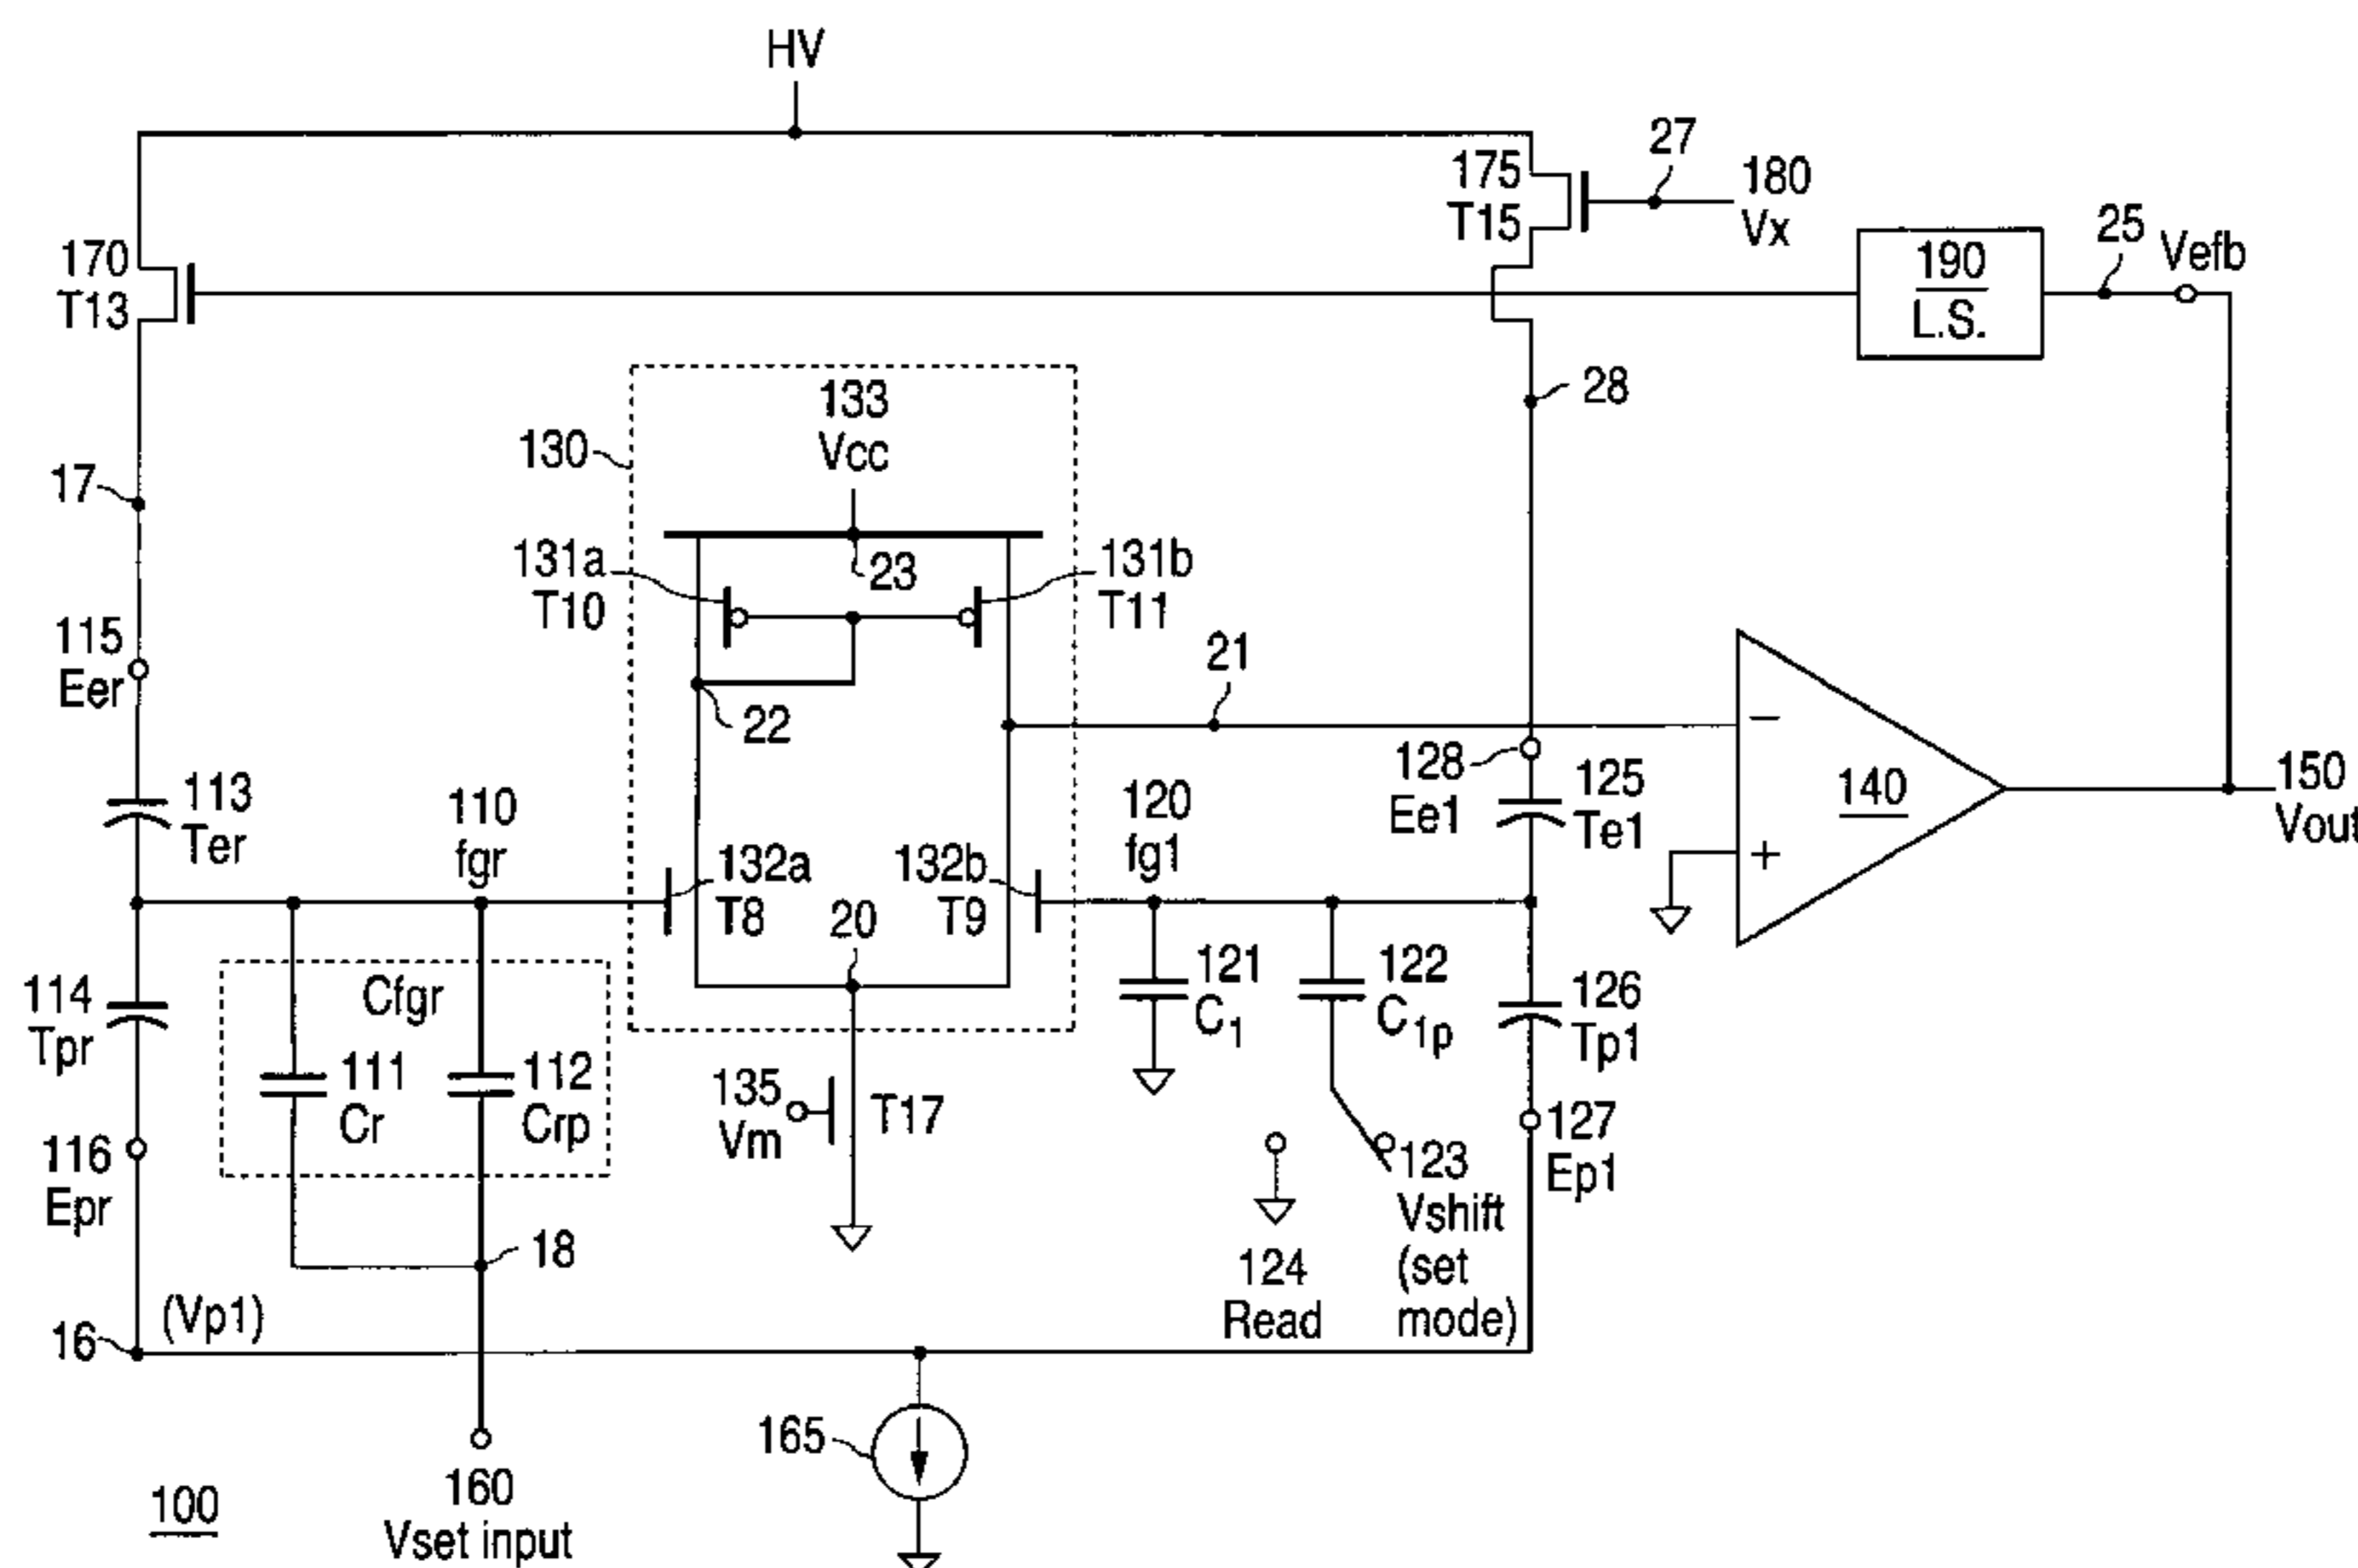 HV
175
T15
27
180
Vx
170
T13
190
L.S.
25
Vefb
28
133
Vcc
130
17
131a
T10
23
131b
T11
115
Eer
22
21
128
Ee1
125
Te1
140
−
+
150
Vout
113
Ter
110
fgr
132a
T8
20
132b
T9
120
fg1
114
Tpr
Cfgr
111
Cr
112
Crp
121
C1
122
C1p
126
Tp1
135
Vm
T17
116
Epr
123
Vshift
(set
mode)
127
Ep1
124
Read
18
16
(Vp1)
165
160
Vset input
100